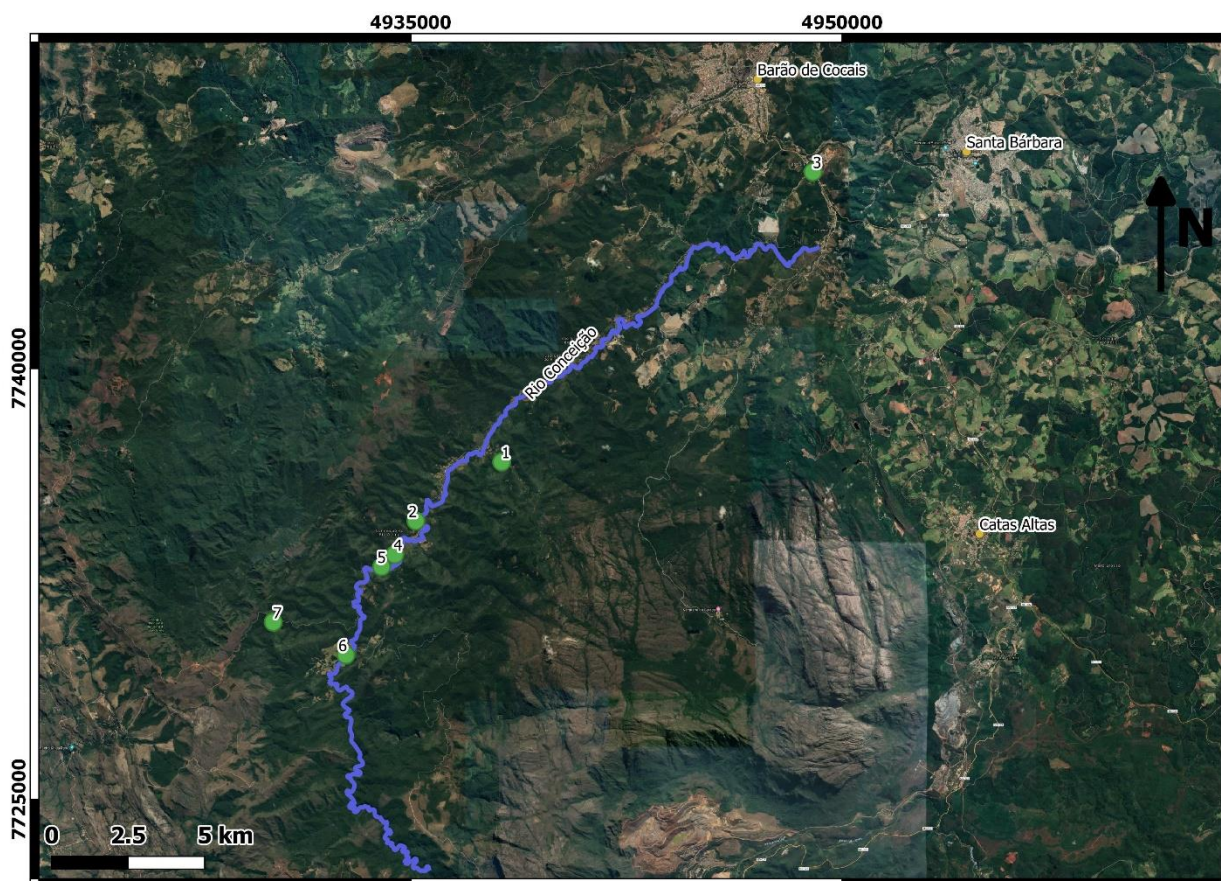 4935000
4950000
Barão de Cocais
Santa Bárbara
3
N
7740000
Rio Conceição
1
2
4
5
Catas Altas
7
6
7725000
0 2.5 5 km